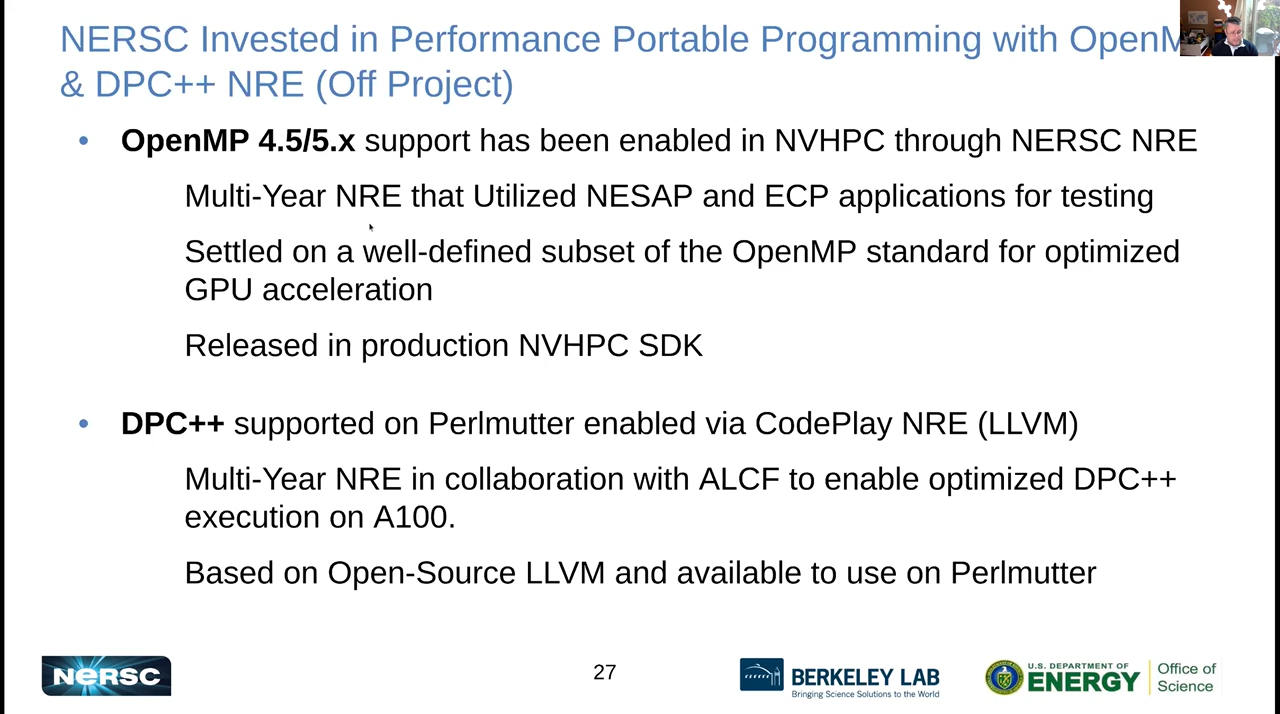 NERSC Invested in Performance Portable Programming with OpenM
& DPC++ NRE (Off Project)
• OpenMP 4.5/5.x support has been enabled in NVHPC through NERSC NRE
Multi-Year NRE that Utilized NESAP and ECP applications for testing
Settled on a well-defined subset of the OpenMP standard for optimized
GPU acceleration
Released in production NVHPC SDK
• DPC++ supported on Perlmutter enabled via CodePlay NRE (LLVM)
Multi-Year NRE in collaboration with ALCF to enable optimized DPC++
execution on A100.
Based on Open-Source LLVM and available to use on Perlmutter
NERSC
27
BERKELEY LAB
Bringing Science Solutions to the World
U.S. DEPARTMENT OF
ENERGY
Office of
Science